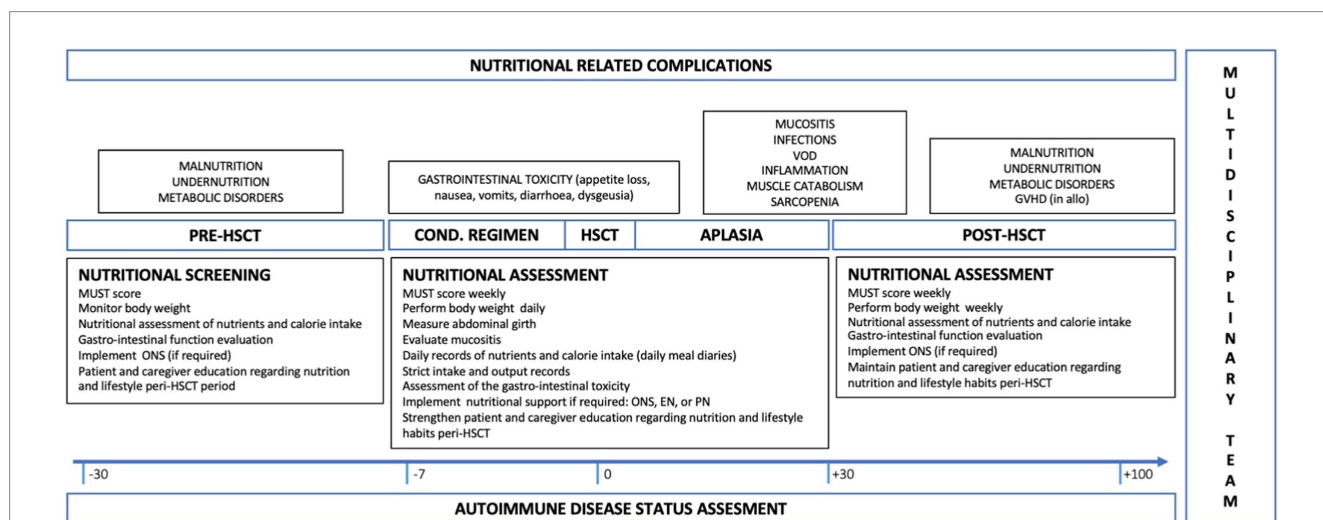 NUTRITIONAL RELATED COMPLICATIONS
MALNUTRITION
UNDERNUTRITION
METABOLIC DISORDERS
GASTROINTESTINAL TOXICITY (appetite loss,
nausea, vomits, diarrhoea, dysgeusia)
MUCOSITIS
INFECTIONS
VOD
INFLAMMATION
MUSCLE CATABOLISM
SARCOPENIA
MALNUTRITION
UNDERNUTRITION
METABOLIC DISORDERS
GVHD (in allo)
PRE-HSCT
COND. REGIMEN
HSCT
APLASIA
POST-HSCT
NUTRITIONAL SCREENING
MUST score
Monitor body weight
Nutritional assessment of nutrients and calorie intake
Gastro-intestinal function evaluation
Implement ONS (if required)
Patient and caregiver education regarding nutrition
and lifestyle peri-HSCT period
NUTRITIONAL ASSESSMENT
MUST score weekly
Perform body weight daily
Measure abdominal girth
Evaluate mucositis
Daily records of nutrients and calorie intake (daily meal diaries)
Strict intake and output records
Assessment of the gastro-intestinal toxicity
Implement nutritional support if required: ONS, EN, or PN
Strengthen patient and caregiver education regarding nutrition and lifestyle
habits peri-HSCT
NUTRITIONAL ASSESSMENT
MUST score weekly
Perform body weight weekly
Nutritional assessment of nutrients and calorie intake
Gastro-intestinal function evaluation
Implement ONS (if required)
Maintain patient and caregiver education regarding
nutrition and lifestyle habits peri-HSCT
-30
-7
0
+30
+100
AUTOIMMUNE DISEASE STATUS ASSESMENT
MULTIDISCIPLINARY TEAM